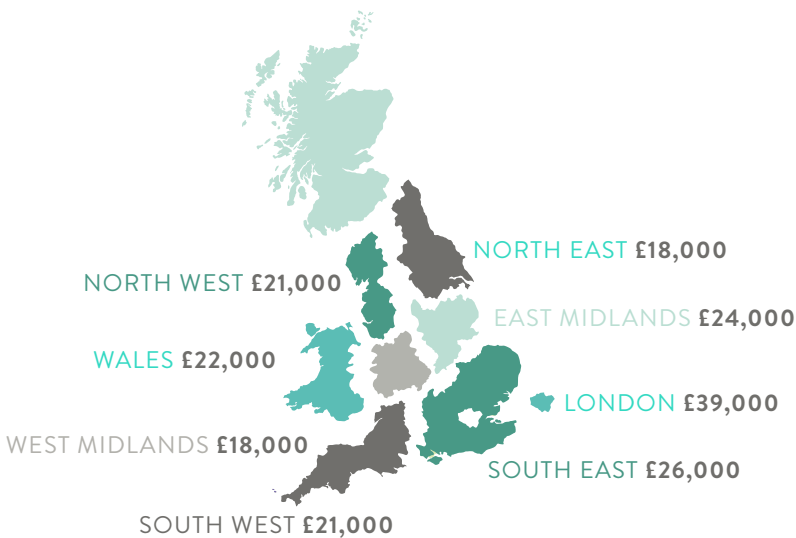 NORTH EAST £18,000
NORTH WEST £21,000
EAST MIDLANDS £24,000
WALES £22,000
LONDON £39,000
WEST MIDLANDS £18,000
SOUTH EAST £26,000
SOUTH WEST £21,000